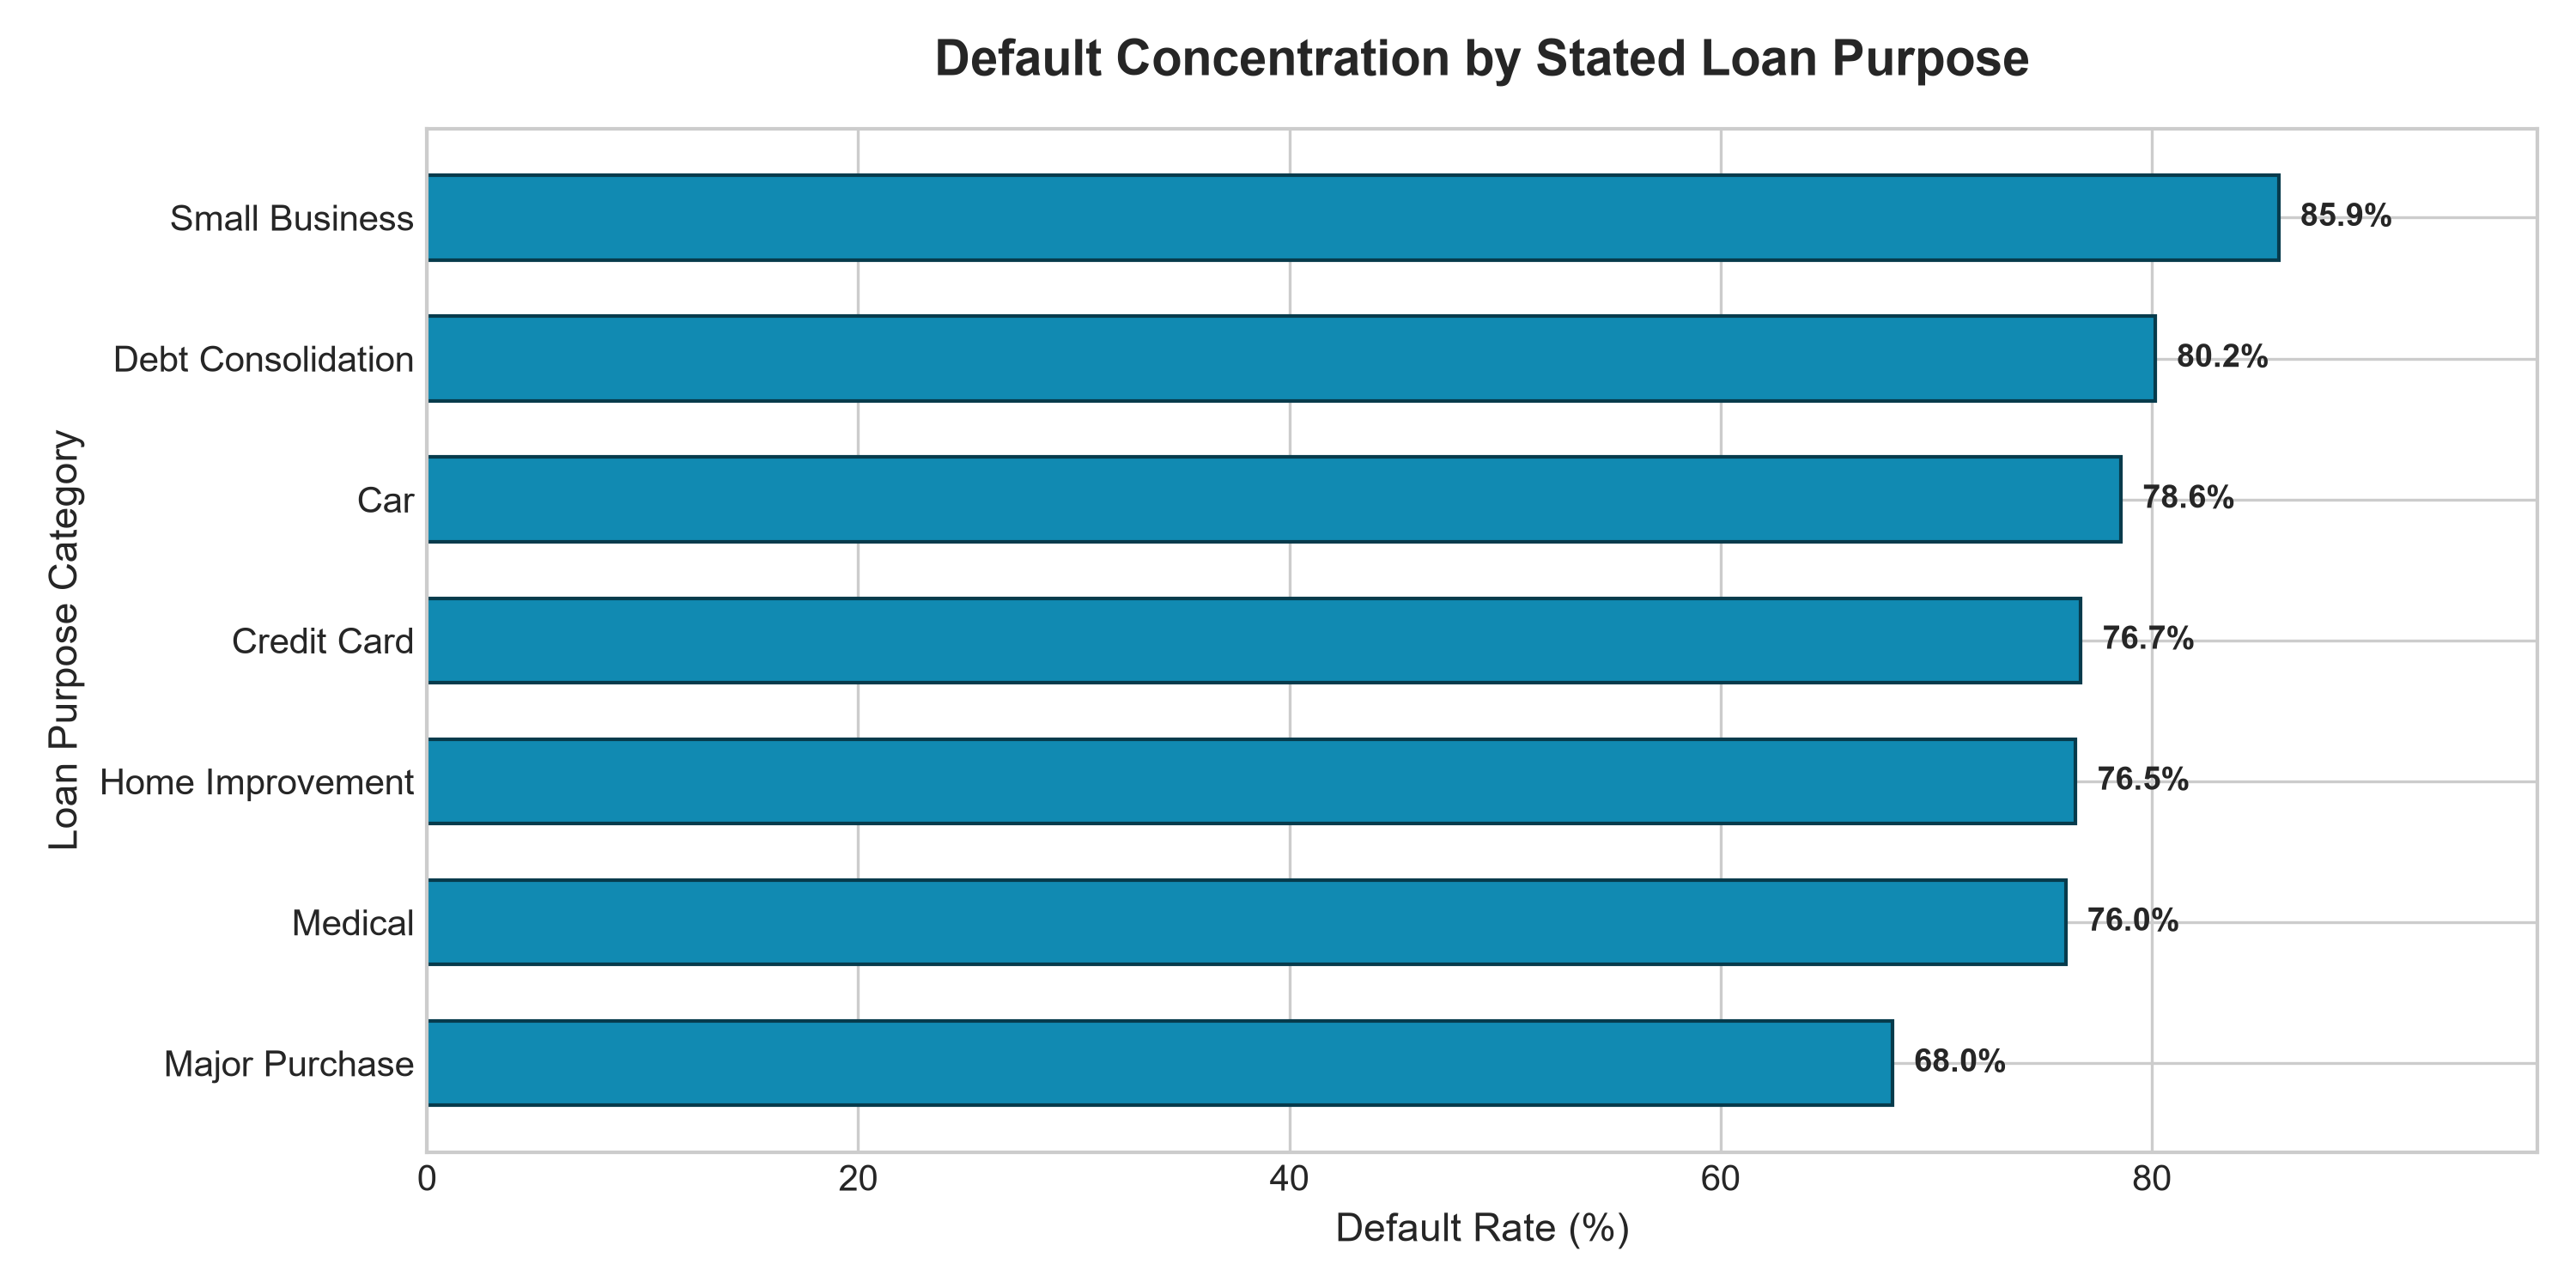 Default Concentration by Stated Loan Purpose
Loan Purpose Category
Small Business
85.9%
Debt Consolidation
80.2%
Car
78.6%
Credit Card
76.7%
Home Improvement
76.5%
Medical
76.0%
Major Purchase
68.0%
0 20 40 60 80
Default Rate (%)